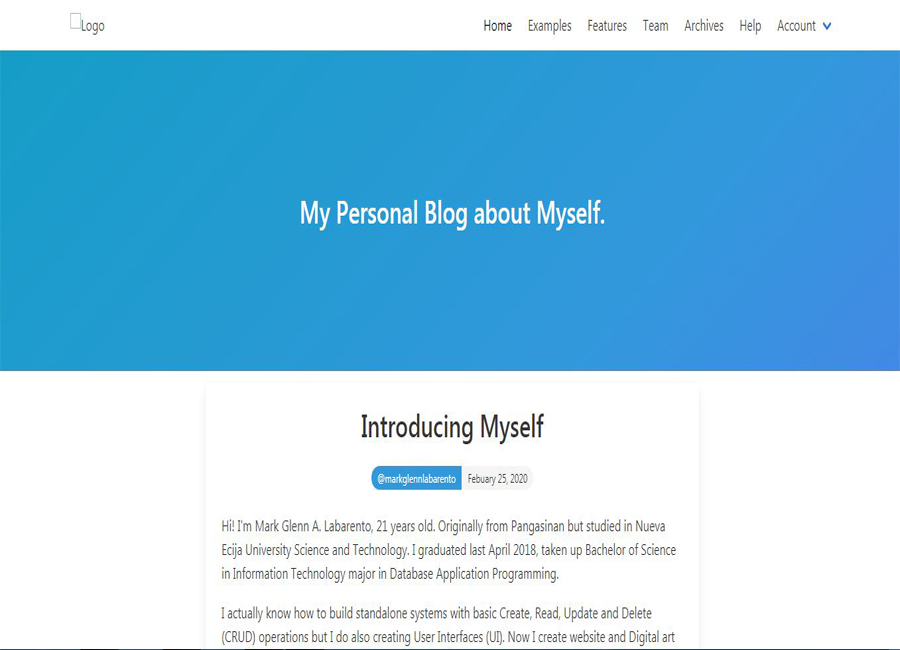 Logo Home Examples Features Team Archives Help Account
My Personal Blog about Myself.
Introducing Myself
@markglennlabarento Febuary 25, 2020
Hi! I'm Mark Glenn A. Labarento, 21 years old. Originally from Pangasinan but studied in Nueva
Ecija University Science and Technology. I graduated last April 2018, taken up Bachelor of Science
in Information Technology major in Database Application Programming.
I actually know how to build standalone systems with basic Create, Read, Update and Delete
(CRUD) operations but I do also creating User Interfaces (UI). Now I create website and Digital art